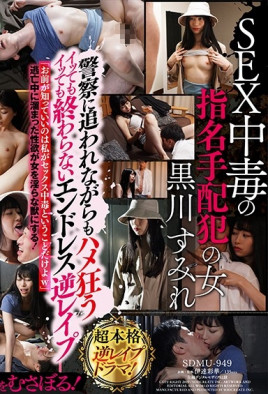 SEX中毒の
指名手配犯の女
黒川すみれ
警察に追われながらもハメ狂う
イッてもイッても終わらないエンドレス逆レイプ
「お前が知っていいのは私がセックス中毒ということだけよw」
逃亡中に溜まった性欲が女を淫らな獣にする!
超本格
逆レイプ
ドラマ!
SDMU-949
をむさぼる!